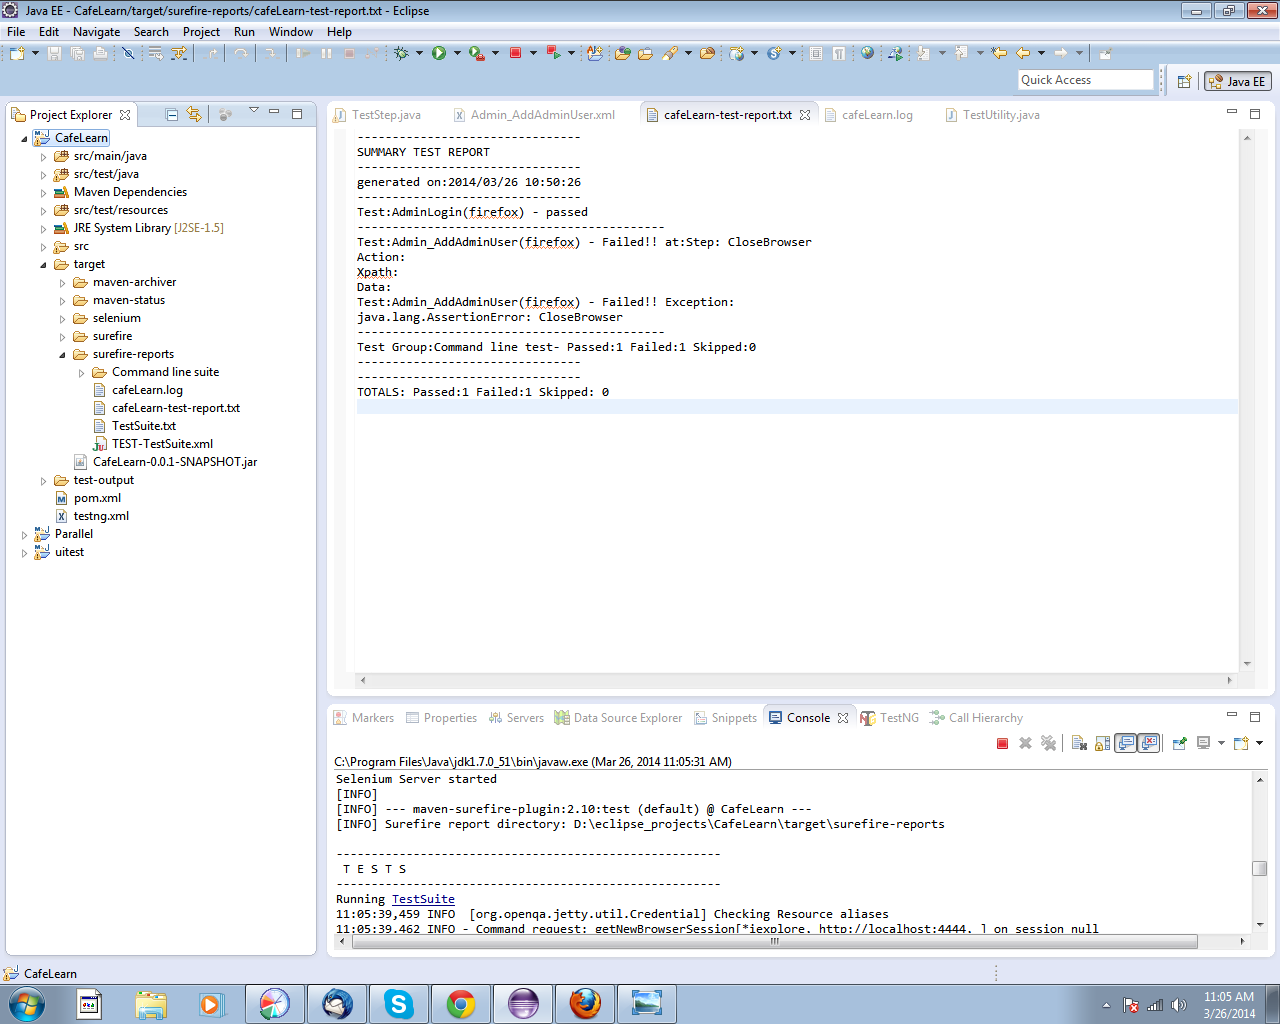 Java EE - CafeLearn/target/surefire-reports/cafeLearn-test-report.txt - Eclipse
File Edit Navigate Search Project Run Window Help
Quick Access
Java EE
Project Explorer
CafeLearn
src/main/java
src/test/java
Maven Dependencies
src/test/resources
JRE System Library [J2SE-1.5]
src
target
maven-archiver
maven-status
selenium
surefire
surefire-reports
Command line suite
cafeLearn.log
cafeLearn-test-report.txt
TestSuite.txt
TEST-TestSuite.xml
CafeLearn-0.0.1-SNAPSHOT.jar
test-output
pom.xml
testng.xml
Parallel
uitest
TestStep.java Admin_AddAdminUser.xml cafeLearn-test-report.txt cafeLearn.log TestUtility.java
--------------------------------
SUMMARY TEST REPORT
--------------------------------
generated on:2014/03/26 10:50:26
--------------------------------
Test:AdminLogin(firefox) - passed
--------------------------------------------
Test:Admin_AddAdminUser(firefox) - Failed!! at:Step: CloseBrowser
Action:
Xpath:
Data:
Test:Admin_AddAdminUser(firefox) - Failed!! Exception:
java.lang.AssertionError: CloseBrowser
--------------------------------------------
Test Group:Command line test- Passed:1 Failed:1 Skipped:0
--------------------------------
--------------------------------
TOTALS: Passed:1 Failed:1 Skipped: 0
Markers Properties Servers Data Source Explorer Snippets Console TestNG Call Hierarchy
C:\Program Files\Java\jdk1.7.0_51\bin\javaw.exe (Mar 26, 2014 11:05:31 AM)
Selenium Server started
[INFO]
[INFO] --- maven-surefire-plugin:2.10:test (default) @ CafeLearn ---
[INFO] Surefire report directory: D:\eclipse_projects\CafeLearn\target\surefire-reports
-------------------------------------------------------
T E S T S
-------------------------------------------------------
Running TestSuite
11:05:39,459 INFO  [org.openqa.jetty.util.Credential] Checking Resource aliases
11:05:39,462 INFO - Command request: getNewBrowserSession[*iexplore, http://localhost:4444, ] on session null
CafeLearn
11:05 AM
3/26/2014